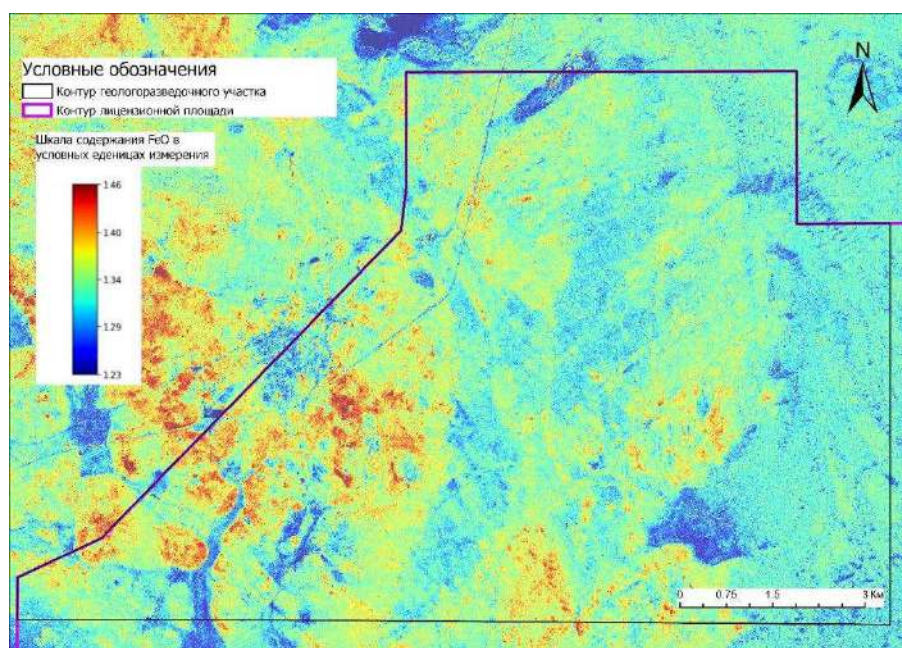 Условные обозначения
Контур геологоразведочного участка
Контур лицензионной площади
Шкала содержания FeO в
условных еденицах измерения
1.46
1.40
1.34
1.29
1.23
N
0 0.75 1.5 3 Км